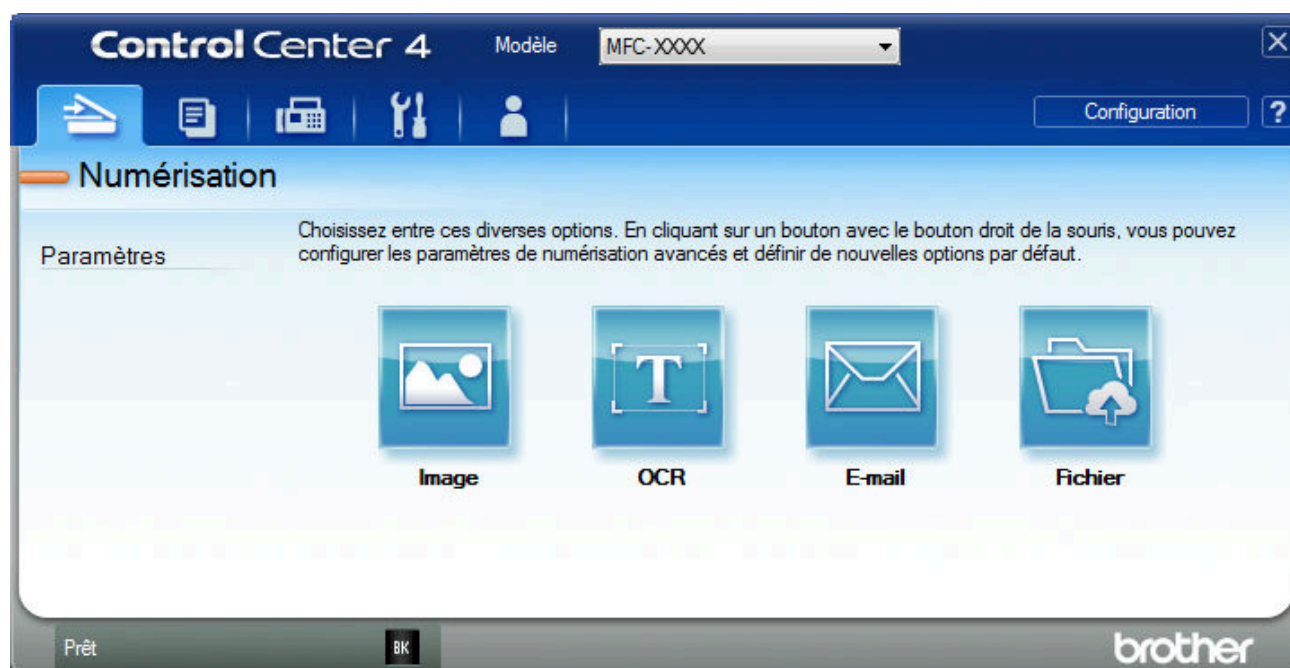 Control Center 4
Modèle
MFC-XXXX
Configuration
?
Numérisation
Paramètres
Choisissez entre ces diverses options. En cliquant sur un bouton avec le bouton droit de la souris, vous pouvez
configurer les paramètres de numérisation avancés et définir de nouvelles options par défaut.
T
Image
OCR
E-mail
Fichier
Prêt
BK
brother